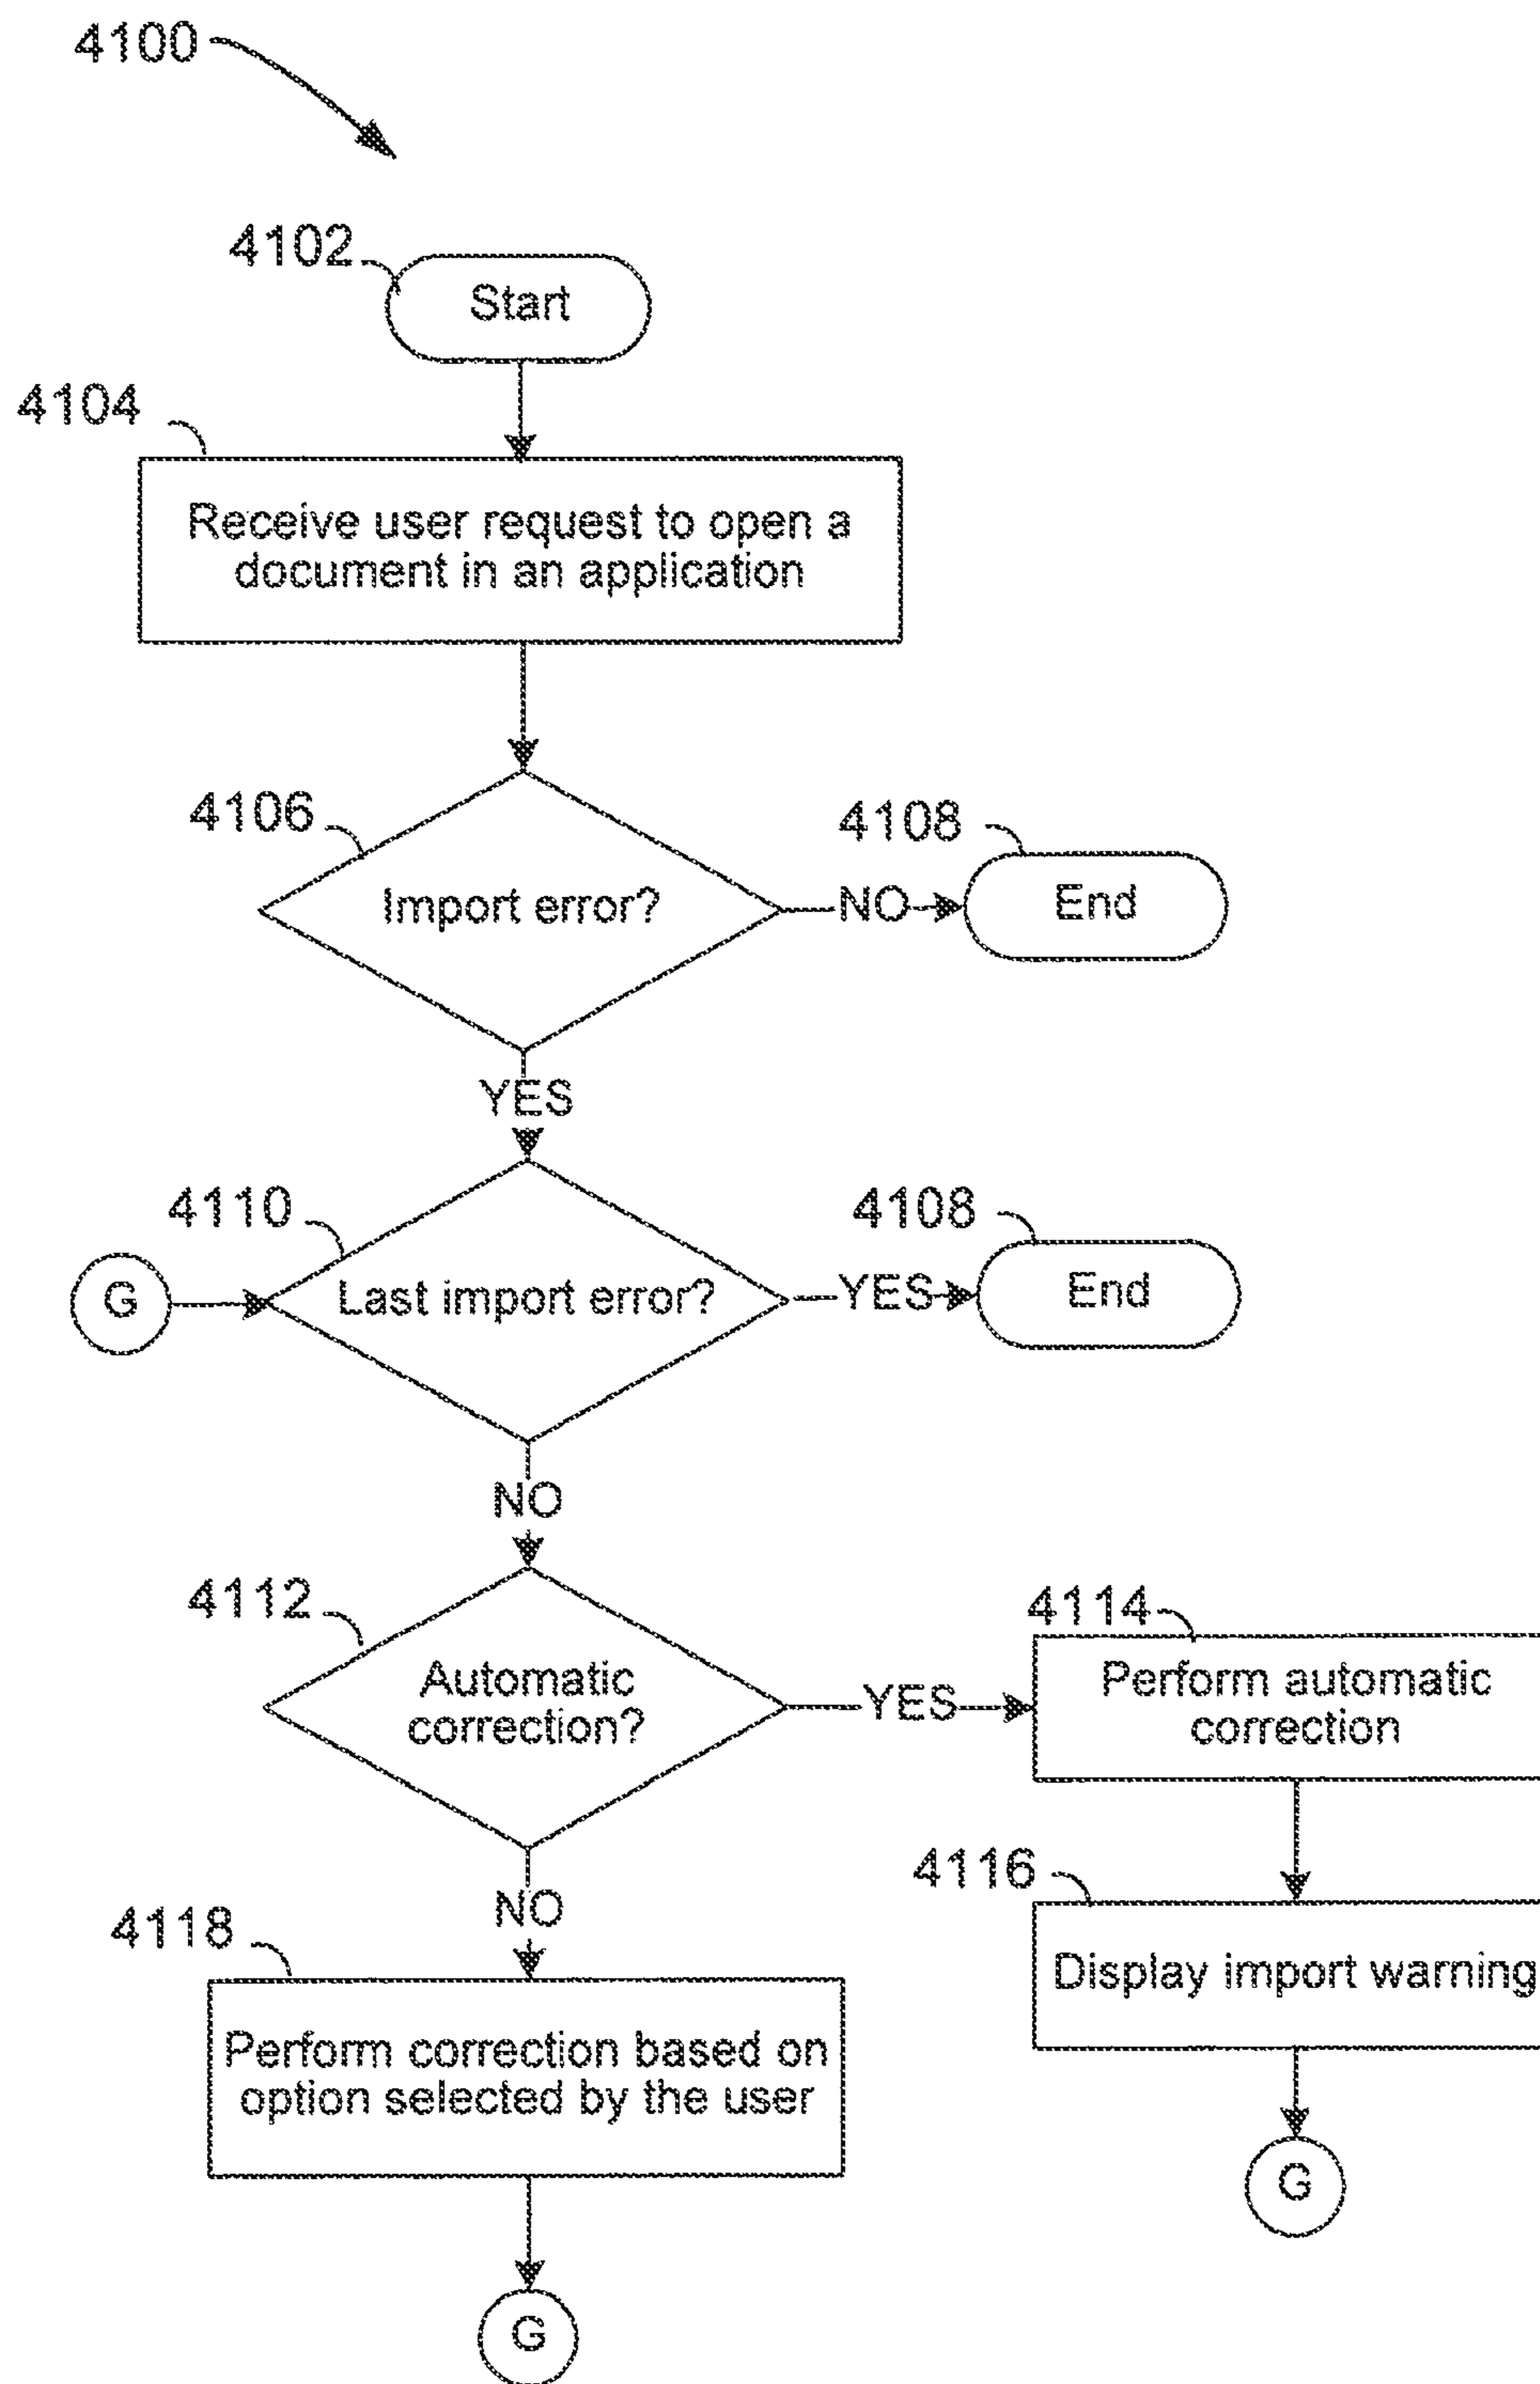 4100
4102
Start
4104
Receive user request to open a
document in an application
4106
Import error?
NO
4108
End
YES
4110
G
Last import error?
YES
4108
End
NO
4112
Automatic
correction?
YES
4114
Perform automatic
correction
4116
Display import warning
G
NO
4118
Perform correction based on
option selected by the user
G